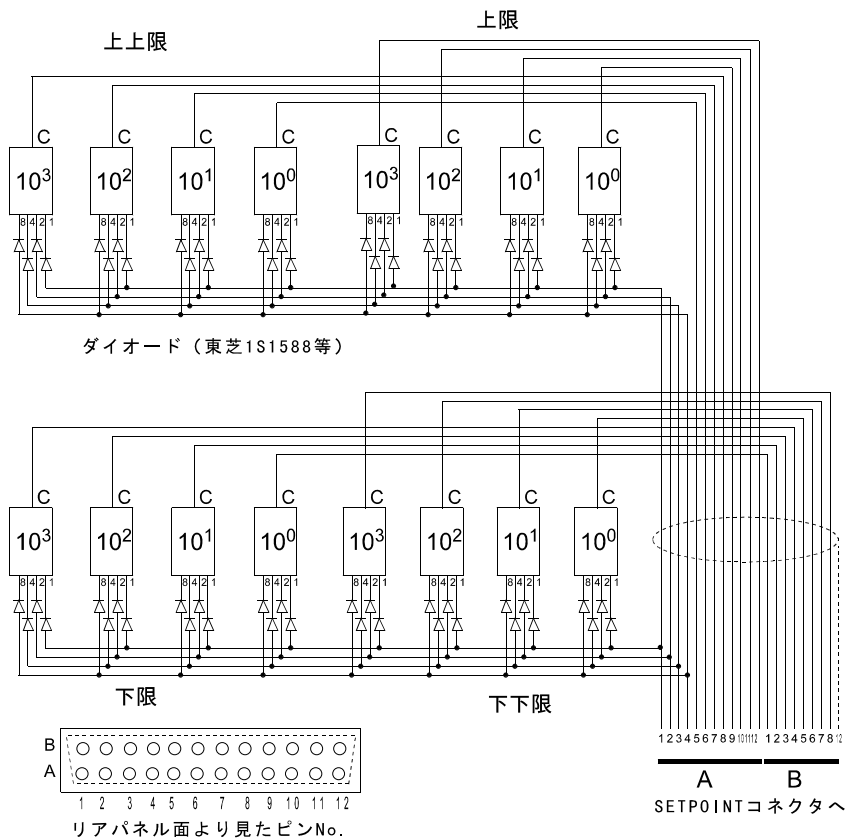 上上限
上限
C C C C C C C C
10³ 10² 10¹ 10⁰ 10³ 10² 10¹ 10⁰
8 4 2 1 8 4 2 1 8 4 2 1 8 4 2 1 8 4 2 1 8 4 2 1 8 4 2 1 8 4 2 1
ダイオード（東芝1S1588等）
C C C C C C C C
10³ 10² 10¹ 10⁰ 10³ 10² 10¹ 10⁰
8 4 2 1 8 4 2 1 8 4 2 1 8 4 2 1 8 4 2 1 8 4 2 1 8 4 2 1 8 4 2 1
下限
下下限
1 2 3 4 5 6 7 8 9 10 11 12 1 2 3 4 5 6 7 8 12
A B
SETPOINTコネクタへ
B
A
1 2 3 4 5 6 7 8 9 10 11 12
リアパネル面より見たピンNo.